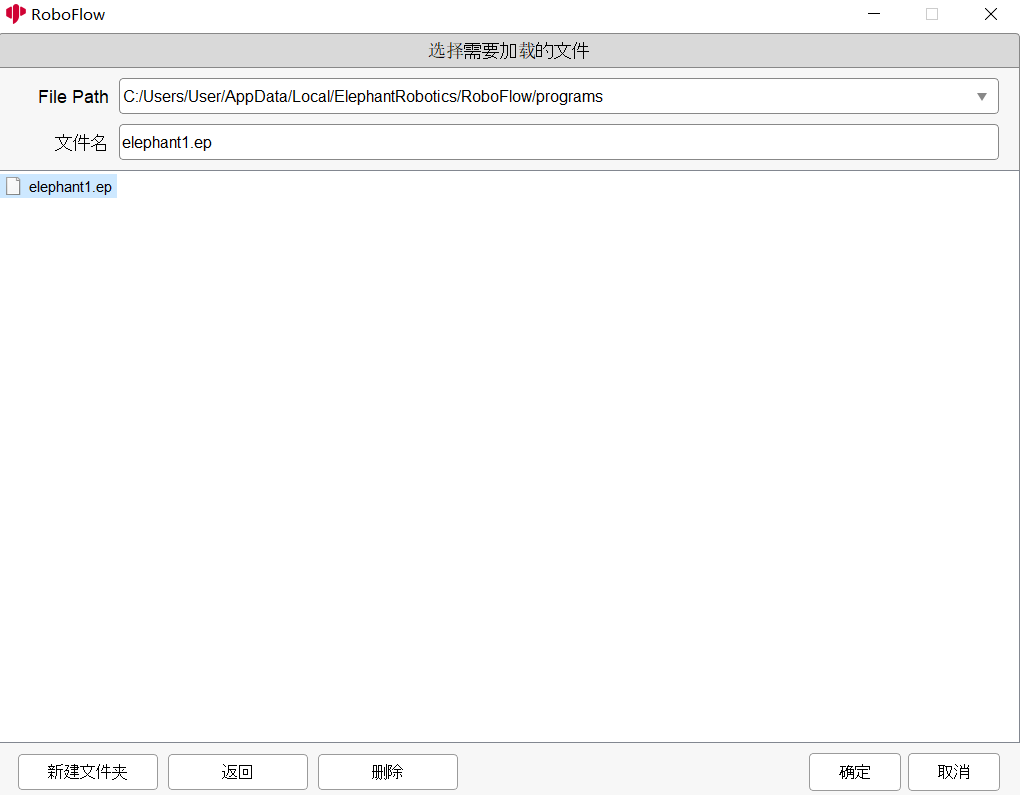 RoboFlow
选择需要加载的文件
File Path C:/Users/User/AppData/Local/ElephantRobotics/RoboFlow/programs
文件名 elephant1.ep
elephant1.ep
新建文件夹 返回 删除 确定 取消